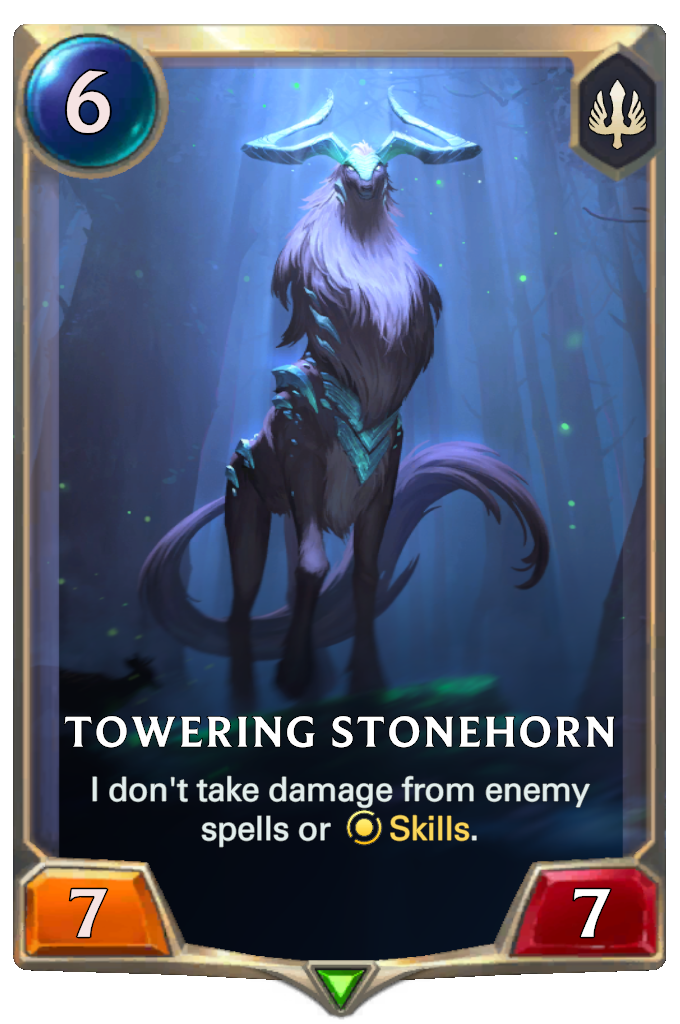 6
TOWERING STONEHORN
I don't take damage from enemy
spells or Skills.
7 7